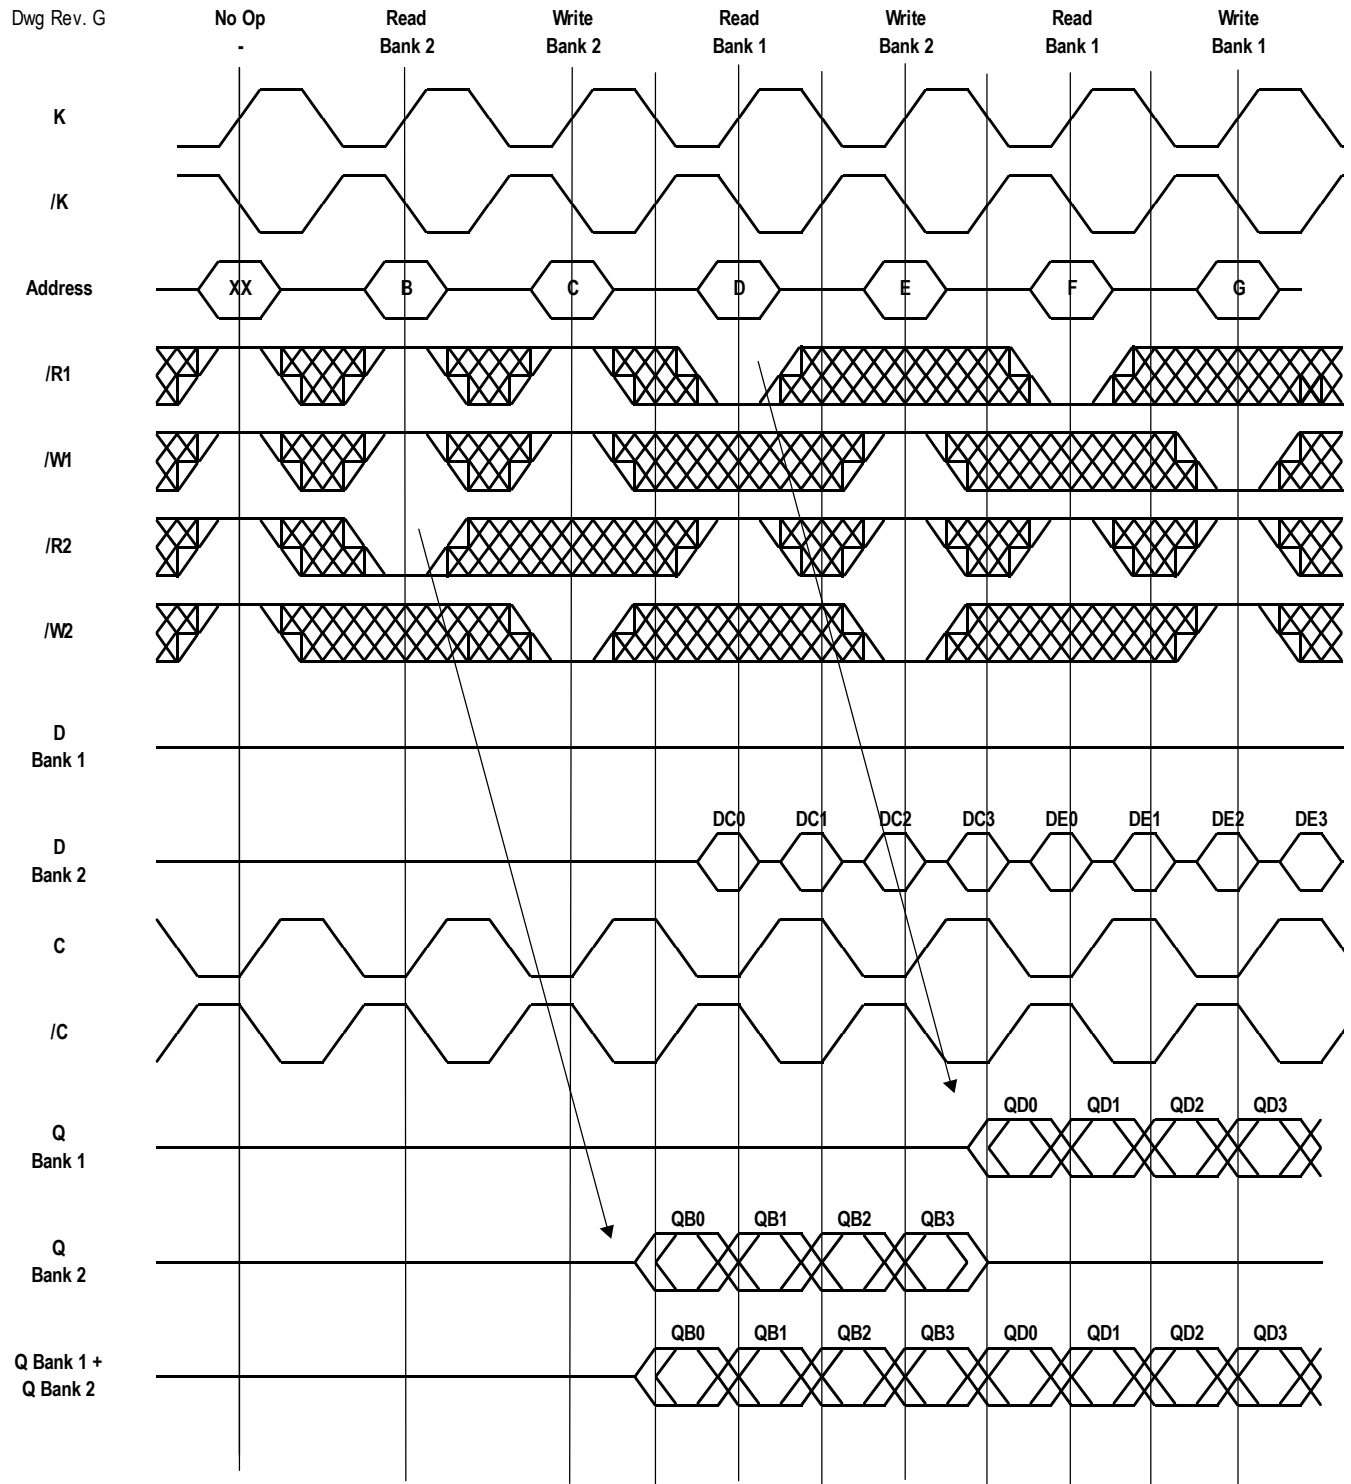 Dwg Rev. G
No Op Read Write Read Write Read Write
- Bank 2 Bank 2 Bank 1 Bank 2 Bank 1 Bank 1
K
/K
Address XX B C D E F G
/R1
/W1
/R2
/W2
D
Bank 1
DC0 DC1 DC2 DC3 DE0 DE1 DE2 DE3
D
Bank 2
C
/C
QD0 QD1 QD2 QD3
Q
Bank 1
QB0 QB1 QB2 QB3
Q
Bank 2
QB0 QB1 QB2 QB3 QD0 QD1 QD2 QD3
Q Bank 1 +
Q Bank 2